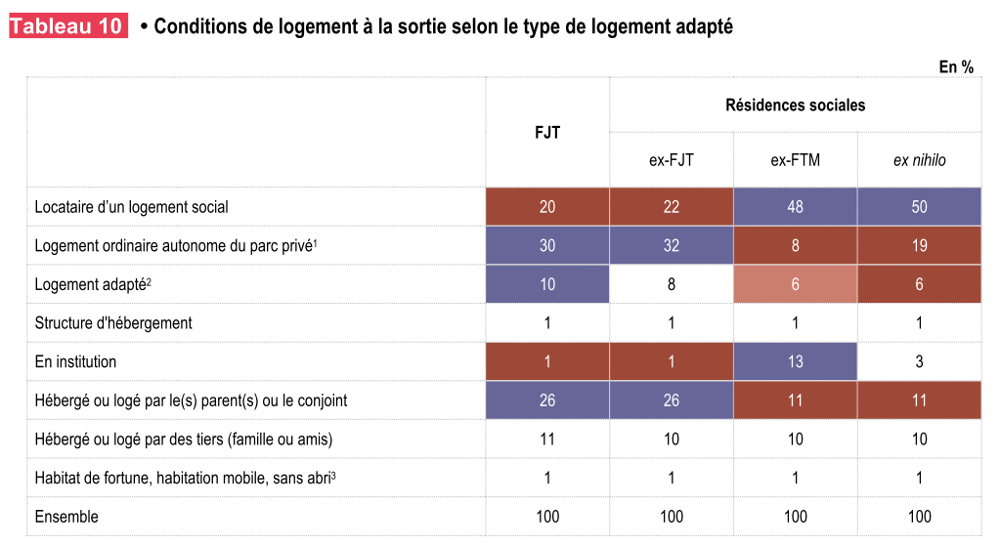 Tableau 10 • Conditions de logement à la sortie selon le type de logement adapté
En %
FJT Résidences sociales
ex-FJT ex-FTM ex nihilo
Locataire d’un logement social 20 22 48 50
Logement ordinaire autonome du parc privé¹ 30 32 8 19
Logement adapté² 10 8 6 6
Structure d'hébergement 1 1 1 1
En institution 1 1 13 3
Hébergé ou logé par le(s) parent(s) ou le conjoint 26 26 11 11
Hébergé ou logé par des tiers (famille ou amis) 11 10 10 10
Habitat de fortune, habitation mobile, sans abri³ 1 1 1 1
Ensemble 100 100 100 100